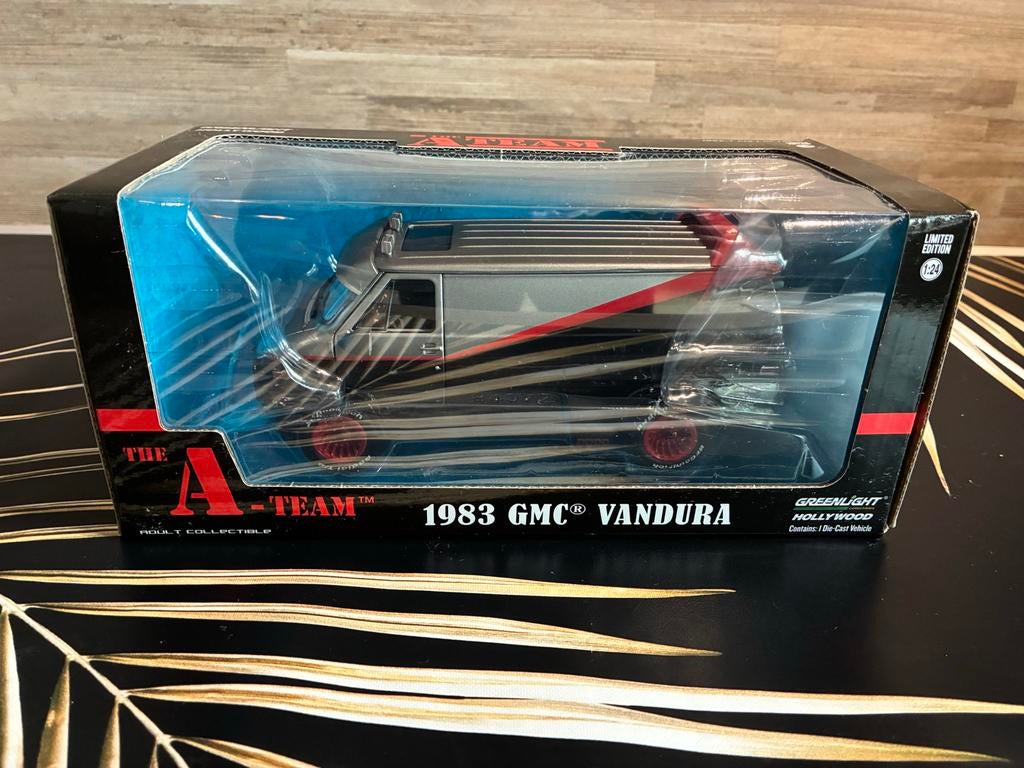 THE A-TEAM
LIMITED
EDITION
1:24
THE A-TEAM™
ADULT COLLECTIBLE
1983 GMC® VANDURA
GREENLIGHT
HOLLYWOOD
Contains: 1 Die-Cast Vehicle